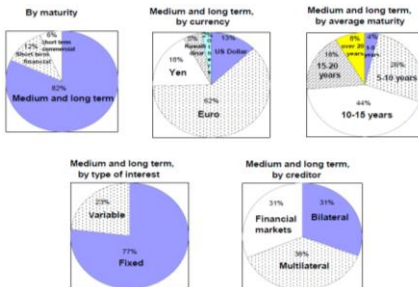 By maturity
6%
Short term
commercial
12%
Short term
financial
82%
Medium and long term
Medium and long term,
by currency
5%
13%
US Dollar
18%
Yen
62%
Euro
Medium and long term,
by average maturity
8%
over 20
years
4%
18%
15-20
years
26%
5-10 years
44%
10-15 years
Medium and long term,
by type of interest
23%
Variable
77%
Fixed
Medium and long term,
by creditor
31%
Financial
markets
31%
Bilateral
38%
Multilateral